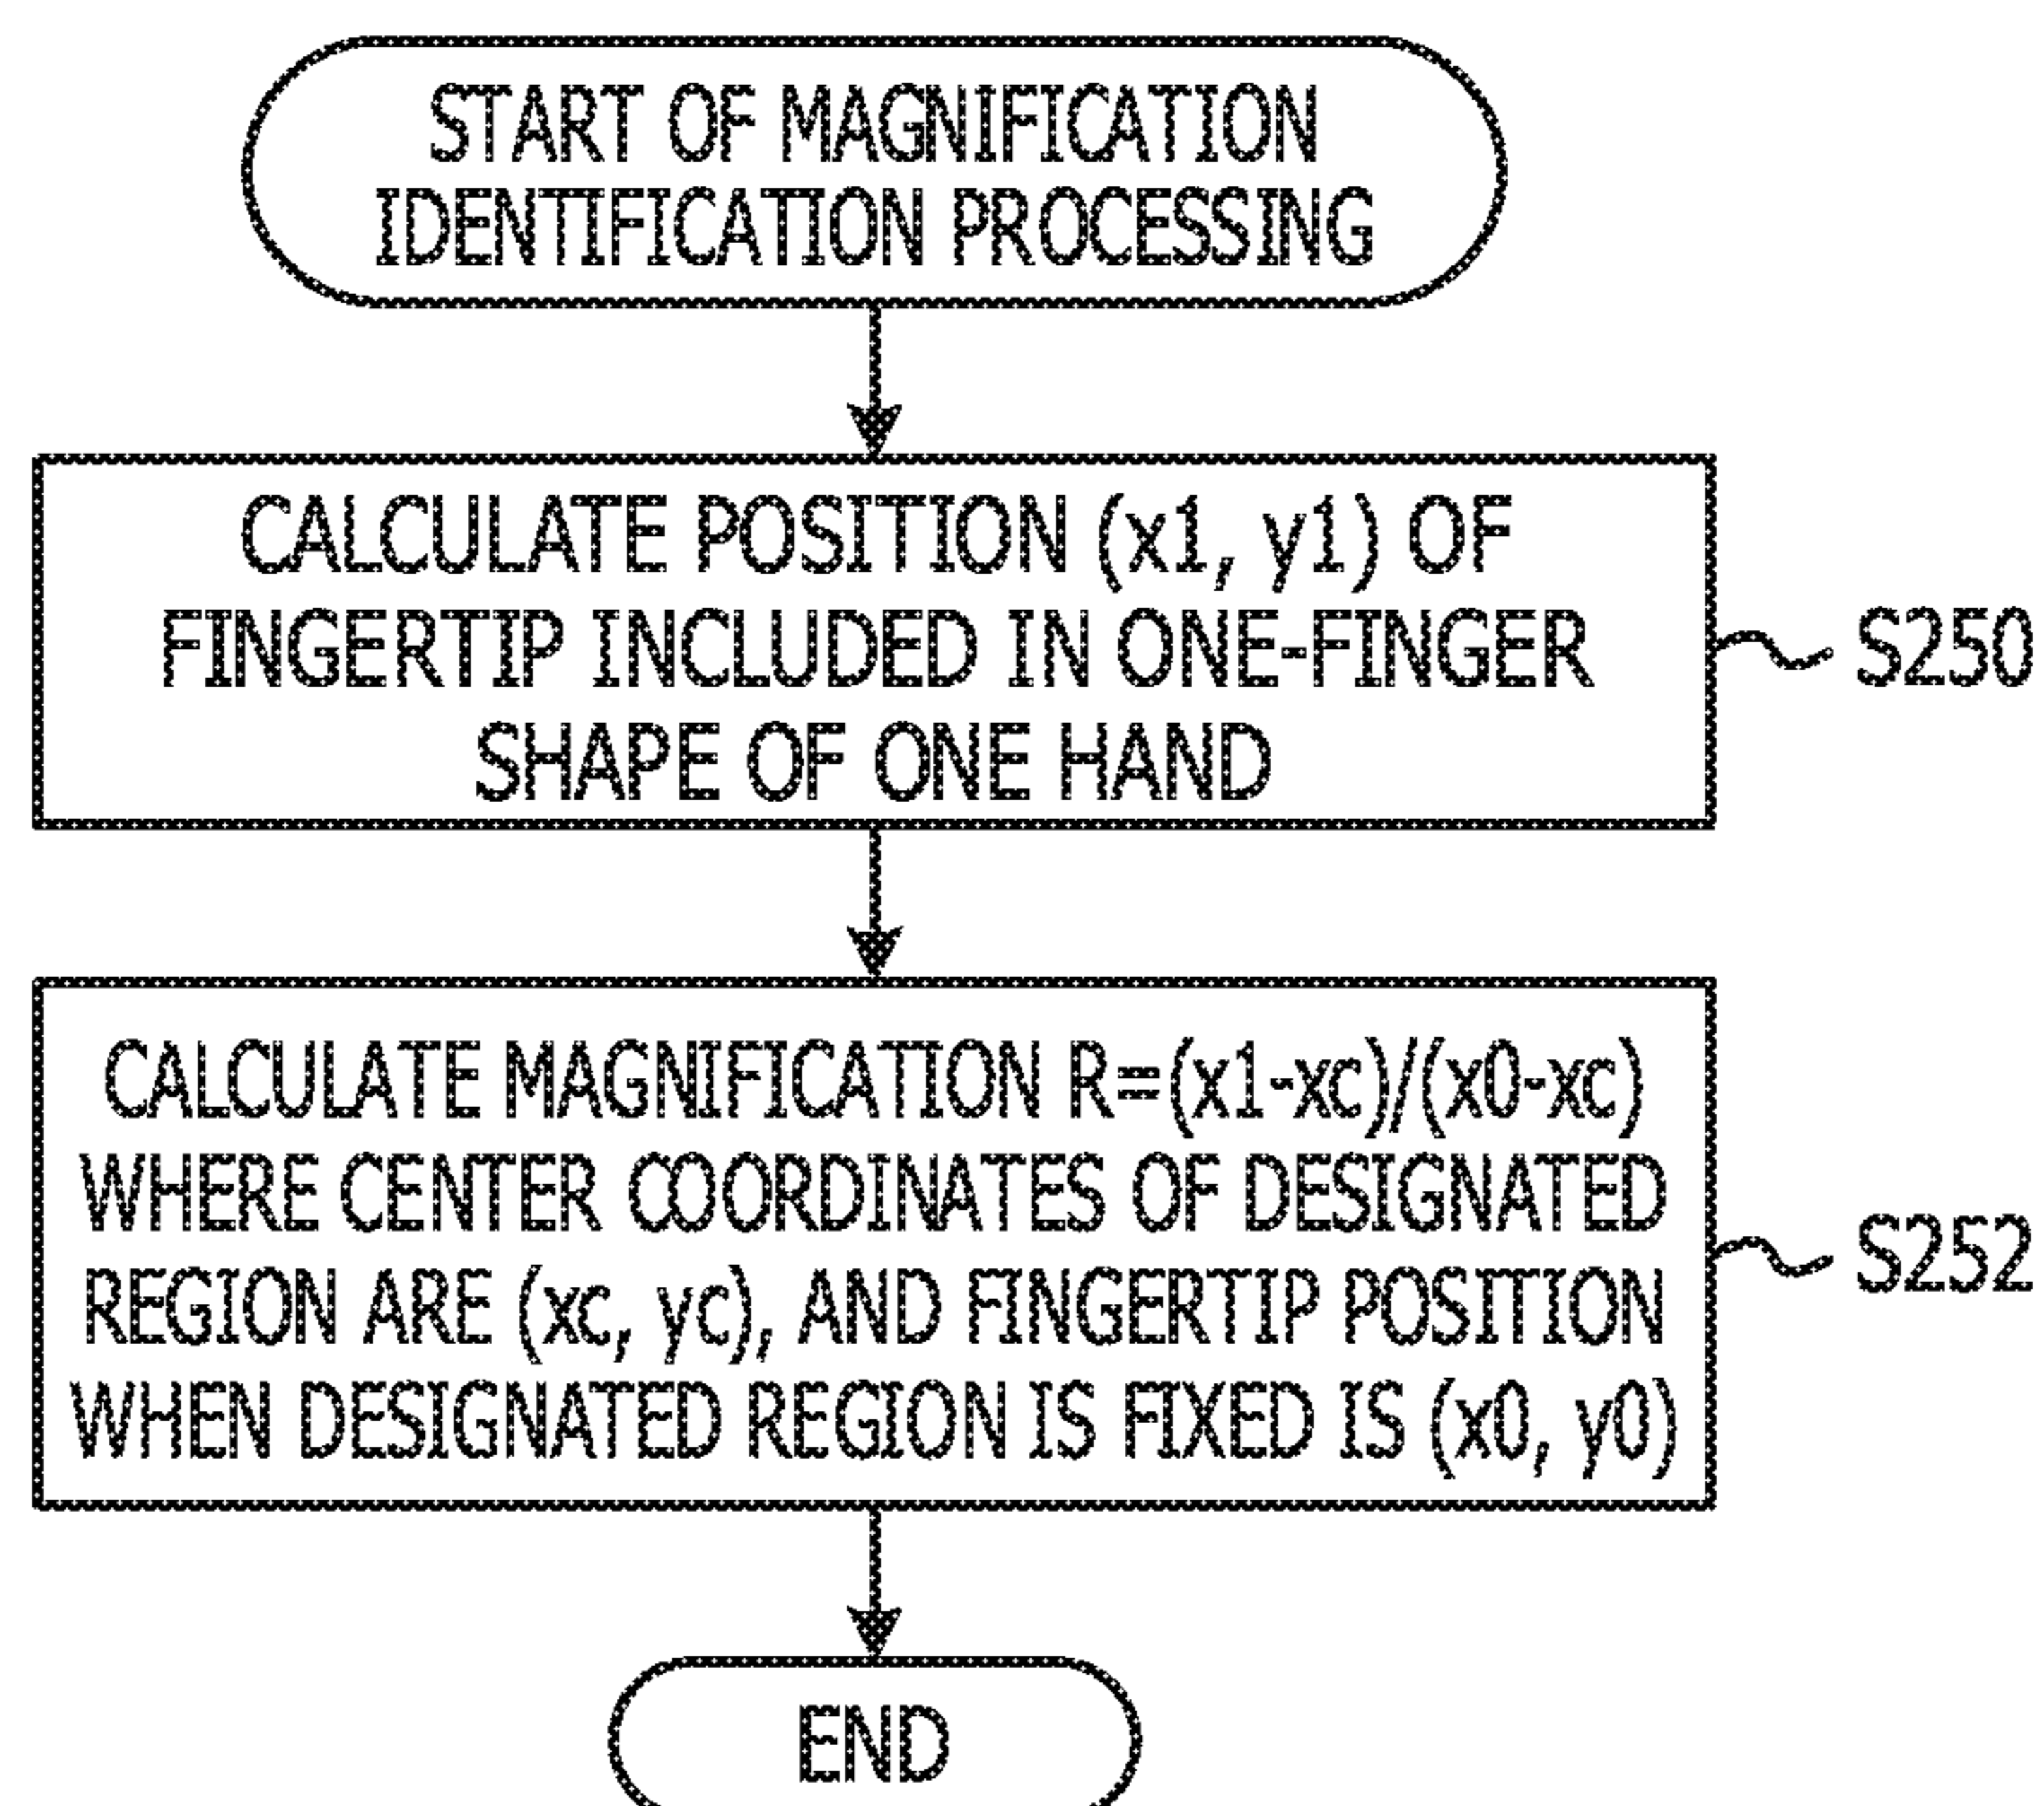 START OF MAGNIFICATION
IDENTIFICATION PROCESSING
CALCULATE POSITION (x1, y1) OF
FINGERTIP INCLUDED IN ONE-FINGER
SHAPE OF ONE HAND
S250
CALCULATE MAGNIFICATION R=(x1-xc)/(x0-xc)
WHERE CENTER COORDINATES OF DESIGNATED
REGION ARE (xc, yc), AND FINGERTIP POSITION
WHEN DESIGNATED REGION IS FIXED IS (x0, y0)
S252
END